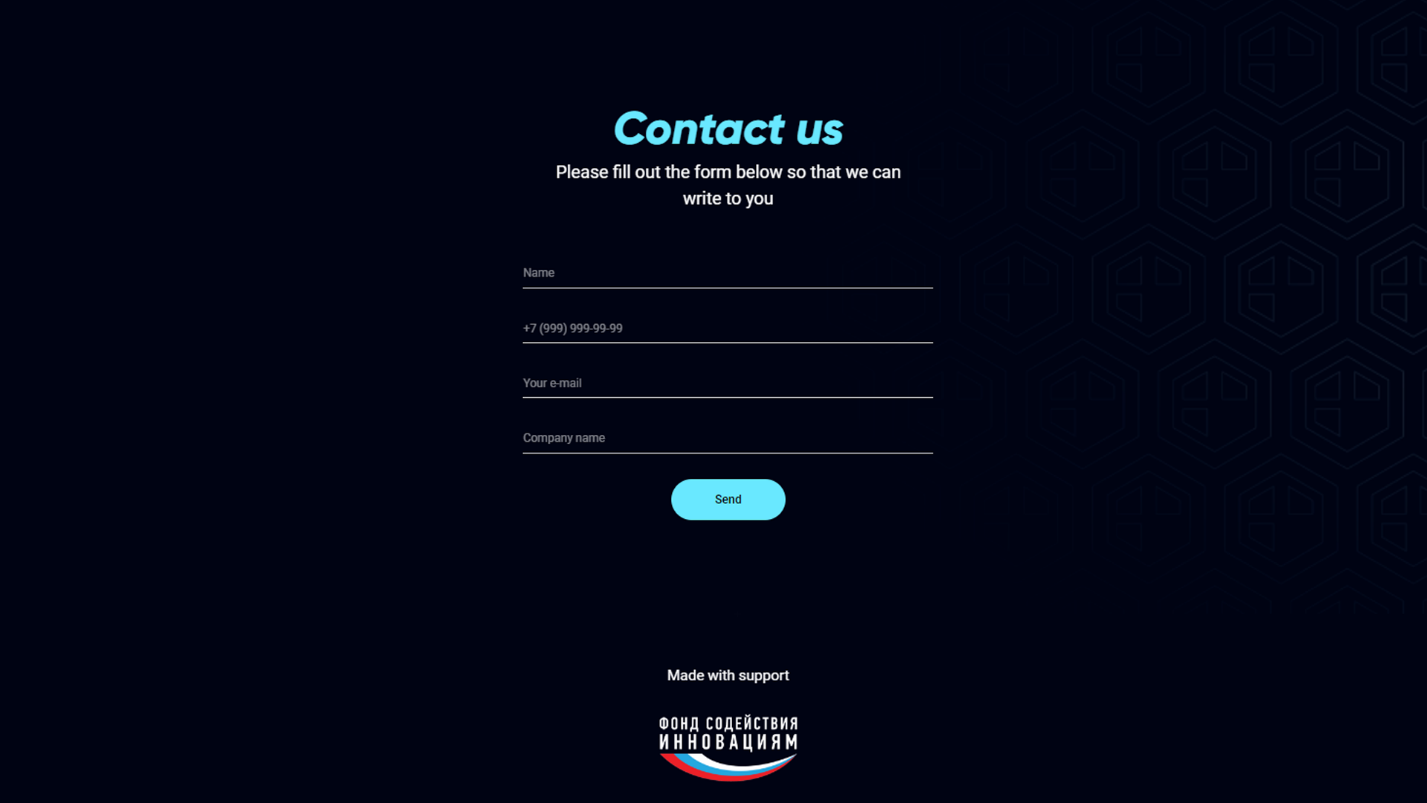 Contact us
Please fill out the form below so that we can
write to you
Name
+7 (999) 999-99-99
Your e-mail
Company name
Send
Made with support
ФОНД СОДЕЙСТВИЯ
ИННОВАЦИЯМ